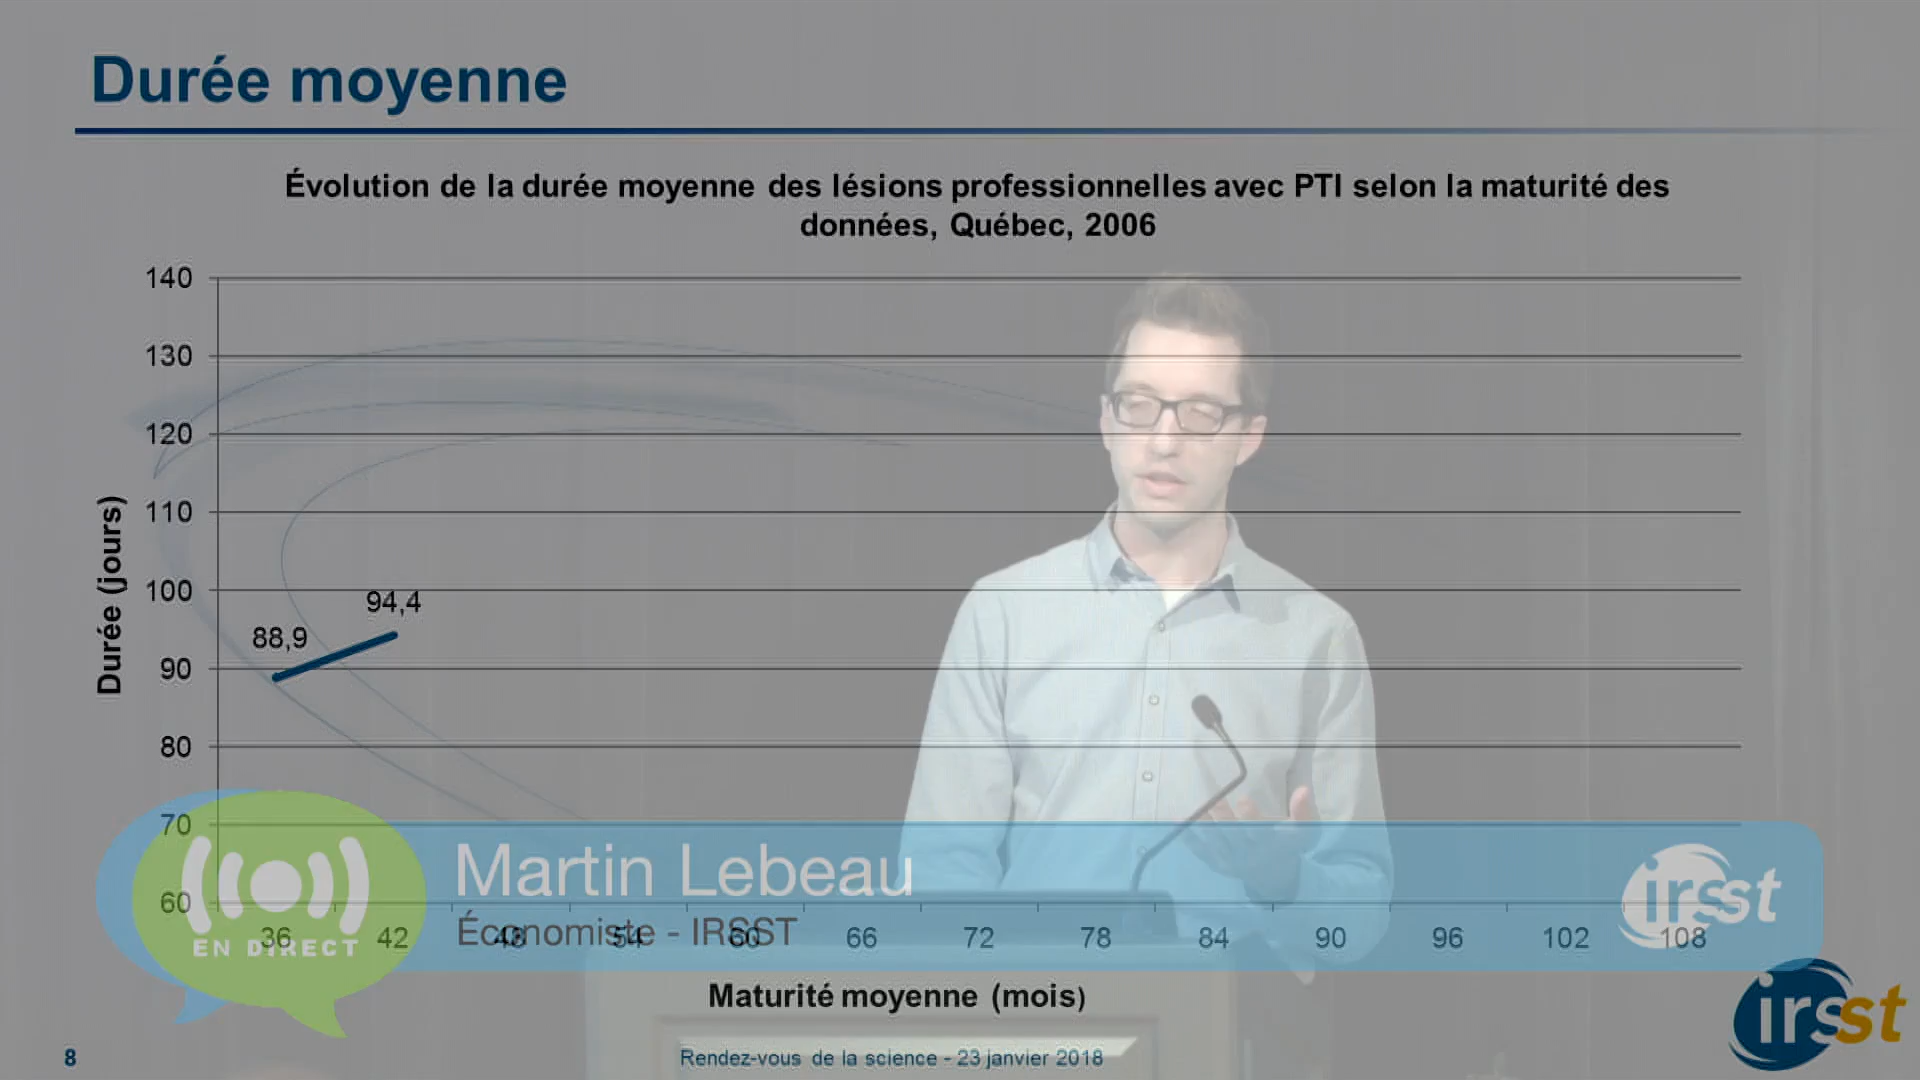 Durée moyenne
Évolution de la durée moyenne des lésions professionnelles avec PTI selon la maturité des
données, Québec, 2006
140
130
120
110
100
90
80
70
60
Durée (jours)
88,9
94,4
Martin Lebeau
Économiste - IRSST
EN DIRECT
irsst
36 42 48 54 60 66 72 78 84 90 96 102 108
Maturité moyenne (mois)
irsst
8
Rendez-vous de la science - 23 janvier 2018